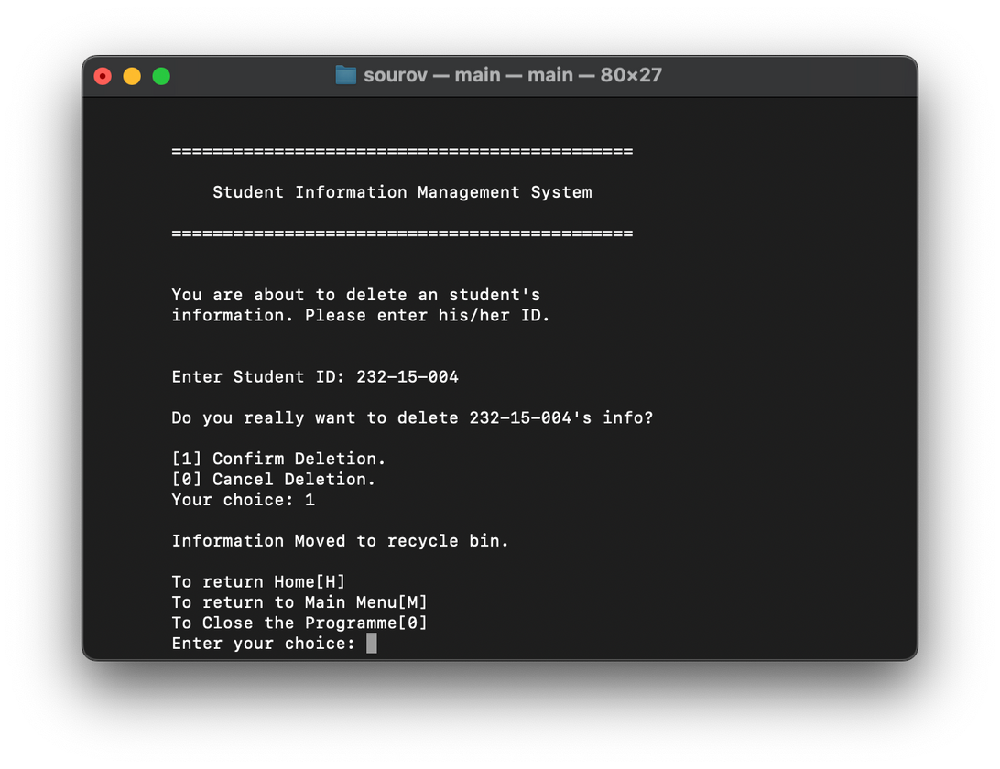 sourov — main — main — 80×27
=============================================
Student Information Management System
=============================================
You are about to delete an student's
information. Please enter his/her ID.
Enter Student ID: 232-15-004
Do you really want to delete 232-15-004's info?
[1] Confirm Deletion.
[0] Cancel Deletion.
Your choice: 1
Information Moved to recycle bin.
To return Home[H]
To return to Main Menu[M]
To Close the Programme[0]
Enter your choice: